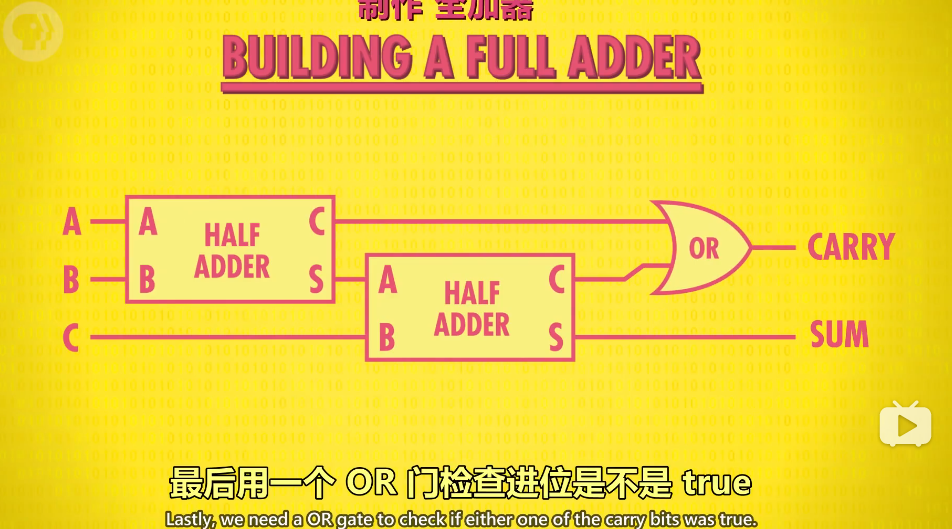 制作 全加器
BUILDING A FULL ADDER
A
B
C
A
B
HALF
ADDER
C
S
A
B
HALF
ADDER
C
S
OR
CARRY
SUM
最后用一个 OR 门检查进位是不是 true
Lastly, we need a OR gate to check if either one of the carry bits was true.